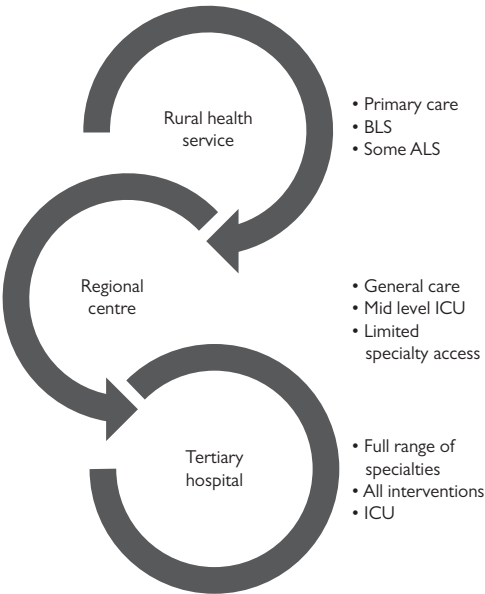 Rural health
service
• Primary care
• BLS
• Some ALS
Regional
centre
• General care
• Mid level ICU
• Limited
specialty access
Tertiary
hospital
• Full range of
specialties
• All interventions
• ICU